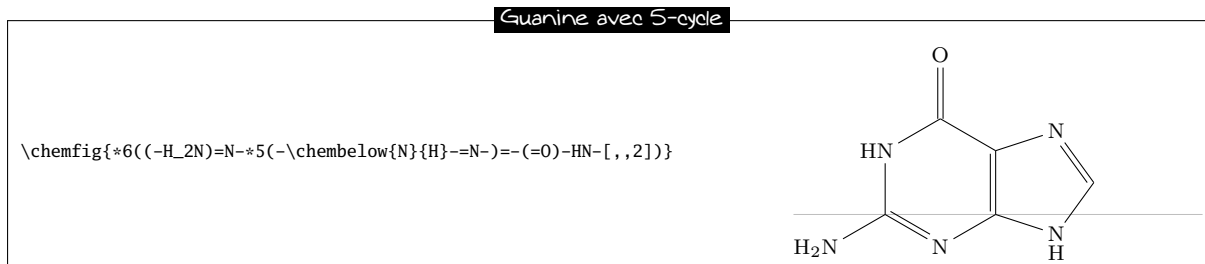 Guanine avec 5-cycle
\chemfig{*6((-H_2N)=N-*5(-\chembelow{N}{H}-=N-)=-(=O)-HN-[,,2])}
O
N
HN
H₂N
N
N
H